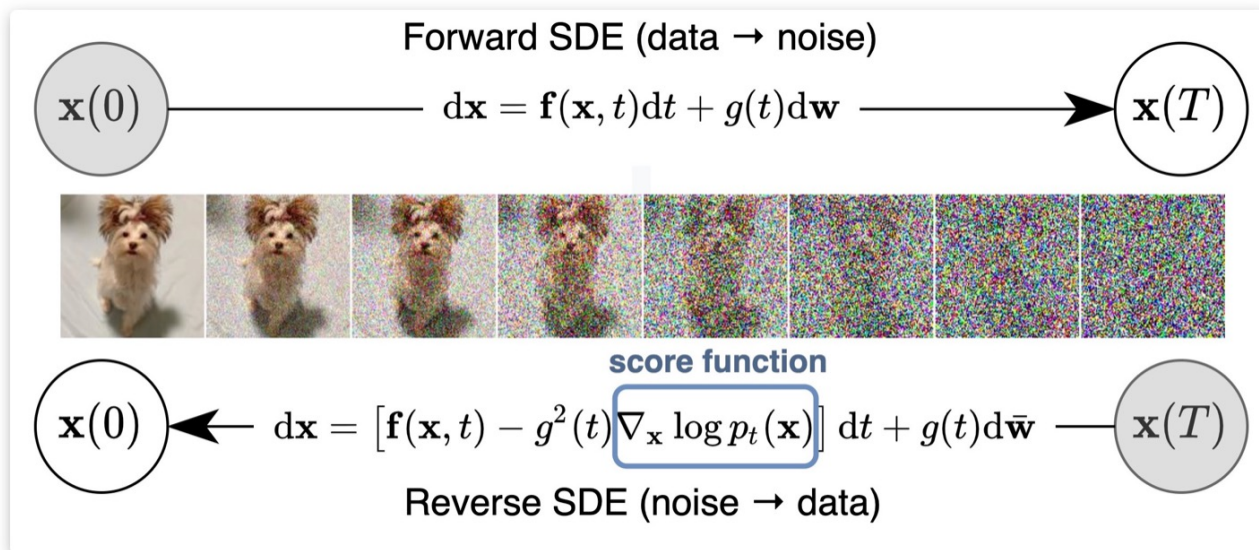 Forward SDE (data → noise)
x(0) dx = f(x, t)dt + g(t)dw x(T)
score function
x(0) dx = [f(x, t) − g²(t)∇ₓ log pₜ(x)] dt + g(t)dw̄ x(T)
Reverse SDE (noise → data)